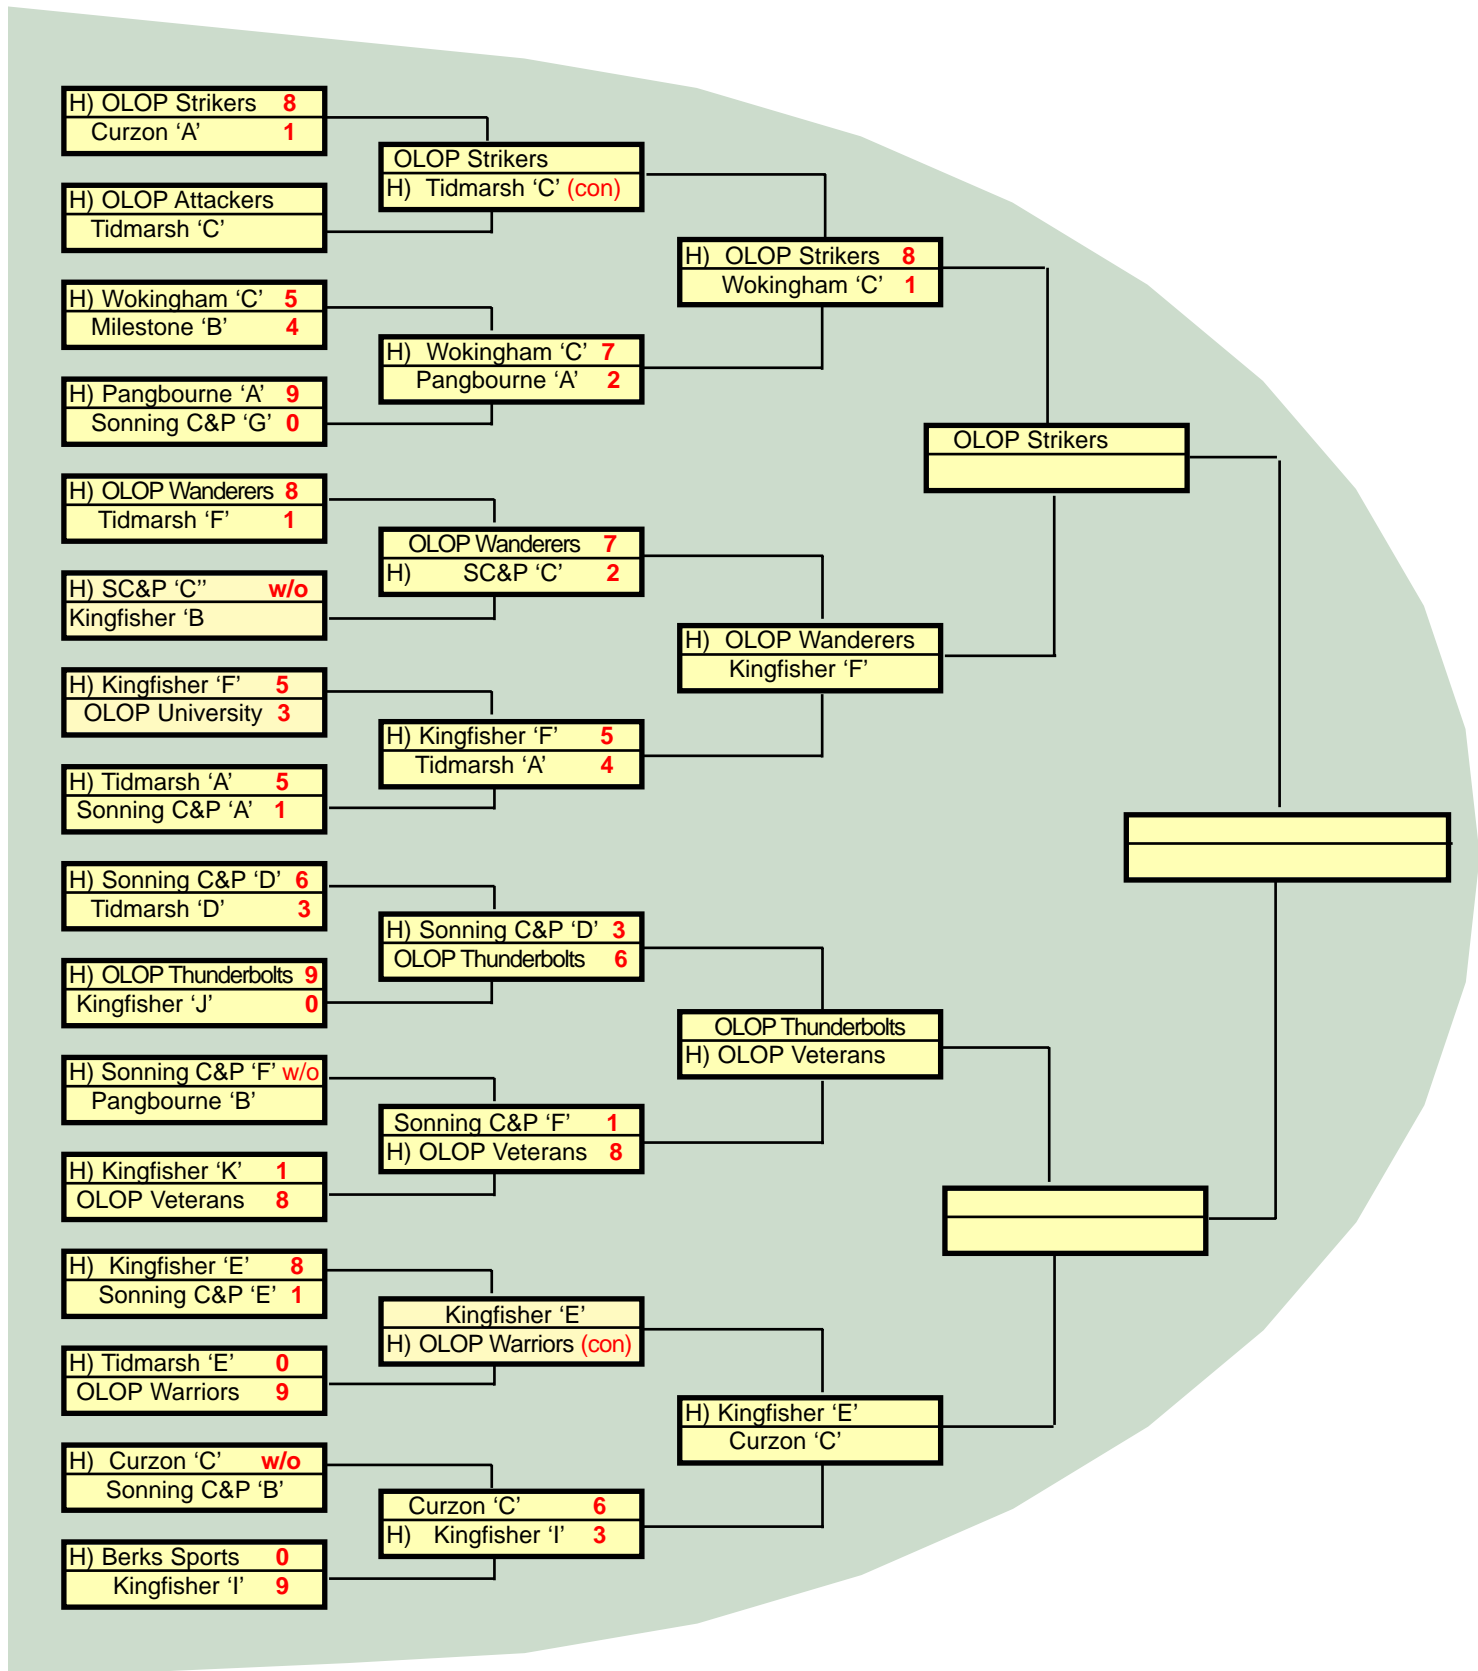 H) OLOP Strikers 8
Curzon ‘A’ 1
H) OLOP Attackers
Tidmarsh ‘C’
H) Wokingham ‘C’ 5
Milestone ‘B’ 4
H) Pangbourne ‘A’ 9
Sonning C&P ‘G’ 0
H) OLOP Wanderers 8
Tidmarsh ‘F’ 1
H) SC&P ‘C’’ w/o
Kingfisher ‘B
H) Kingfisher ‘F’ 5
OLOP University 3
H) Tidmarsh ‘A’ 5
Sonning C&P ‘A’ 1
H) Sonning C&P ‘D’ 6
Tidmarsh ‘D’ 3
H) OLOP Thunderbolts 9
Kingfisher ‘J’ 0
H) Sonning C&P ‘F’ w/o
Pangbourne ‘B’
H) Kingfisher ‘K’ 1
OLOP Veterans 8
H) Kingfisher ‘E’ 8
Sonning C&P ‘E’ 1
H) Tidmarsh ‘E’ 0
OLOP Warriors 9
H) Curzon ‘C’ w/o
Sonning C&P ‘B’
H) Berks Sports 0
Kingfisher ‘I’ 9
OLOP Strikers
H) Tidmarsh ‘C’ (con)
H) Wokingham ‘C’ 7
Pangbourne ‘A’ 2
OLOP Wanderers 7
H) SC&P ‘C’ 2
H) Kingfisher ‘F’ 5
Tidmarsh ‘A’ 4
H) Sonning C&P ‘D’ 3
OLOP Thunderbolts 6
Sonning C&P ‘F’ 1
H) OLOP Veterans 8
Kingfisher ‘E’
H) OLOP Warriors (con)
Curzon ‘C’ 6
H) Kingfisher ‘I’ 3
H) OLOP Strikers 8
Wokingham ‘C’ 1
H) OLOP Wanderers
Kingfisher ‘F’
OLOP Thunderbolts
H) OLOP Veterans
H) Kingfisher ‘E’
Curzon ‘C’
OLOP Strikers